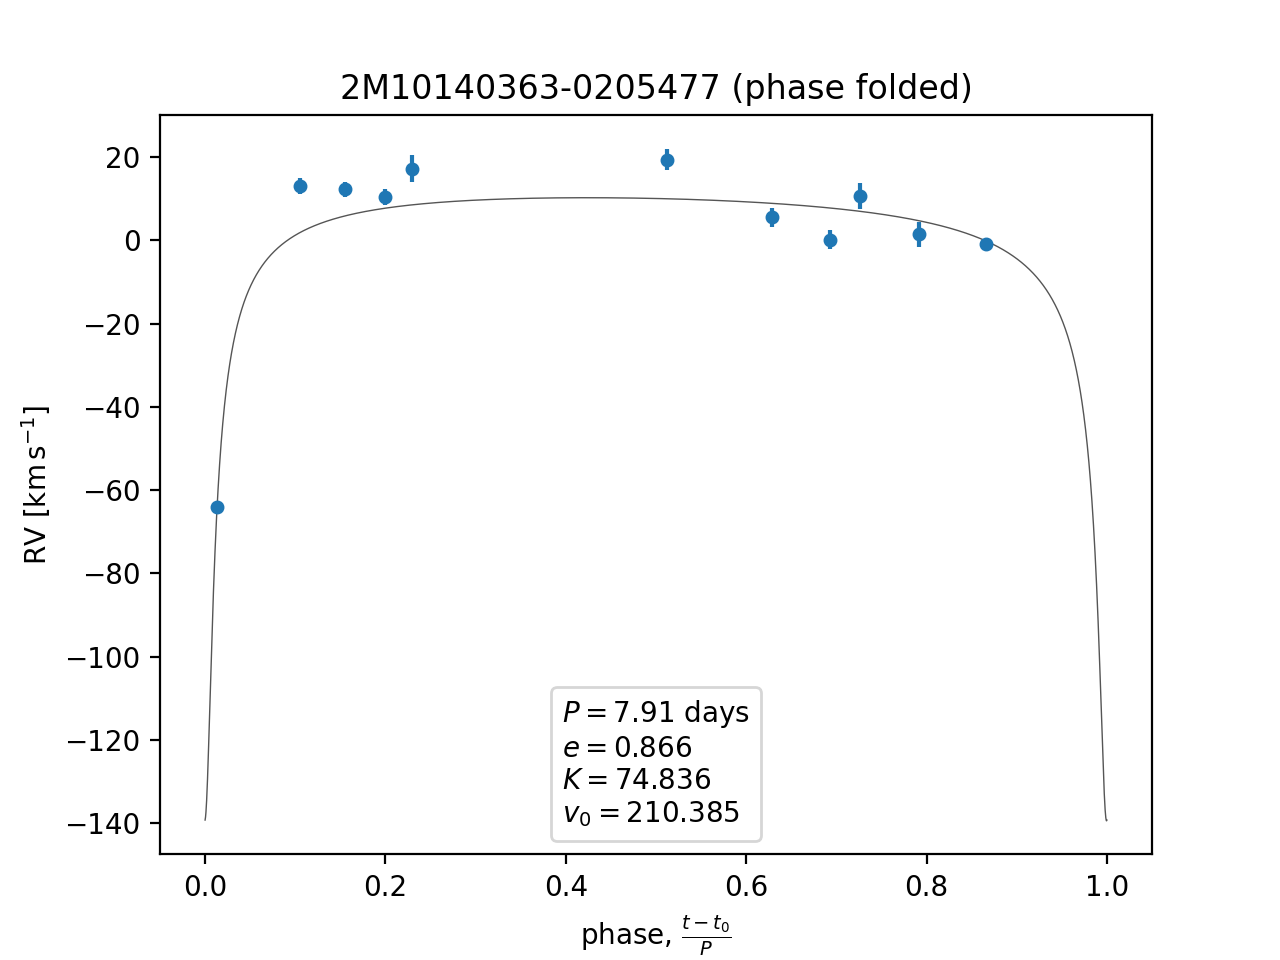 2M10140363-0205477 (phase folded)
20
0
−20
−40
−60
−80
−100
−120
−140
RV [km s⁻¹]
P = 7.91 days
e = 0.866
K = 74.836
v₀ = 210.385
0.0 0.2 0.4 0.6 0.8 1.0
phase, (t − t₀)/P